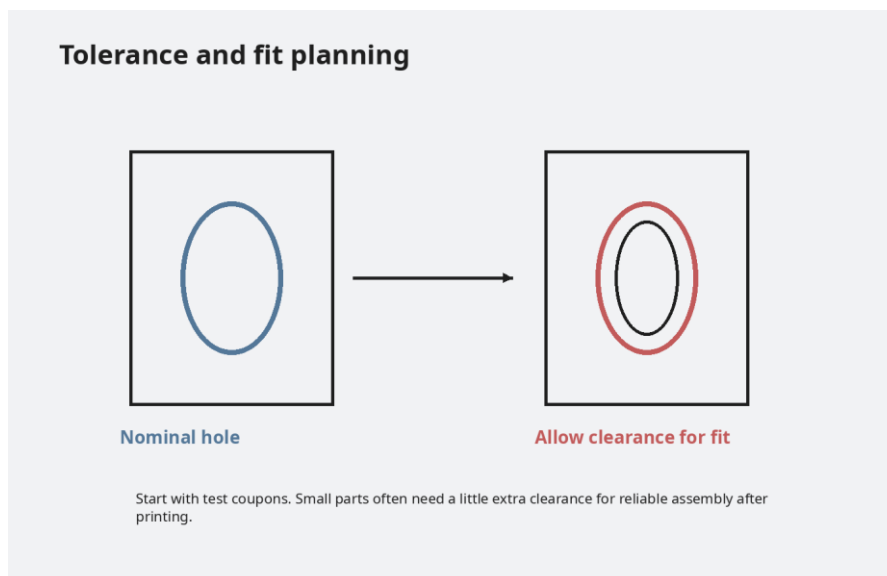 Tolerance and fit planning
Nominal hole
Allow clearance for fit
Start with test coupons. Small parts often need a little extra clearance for reliable assembly after
printing.